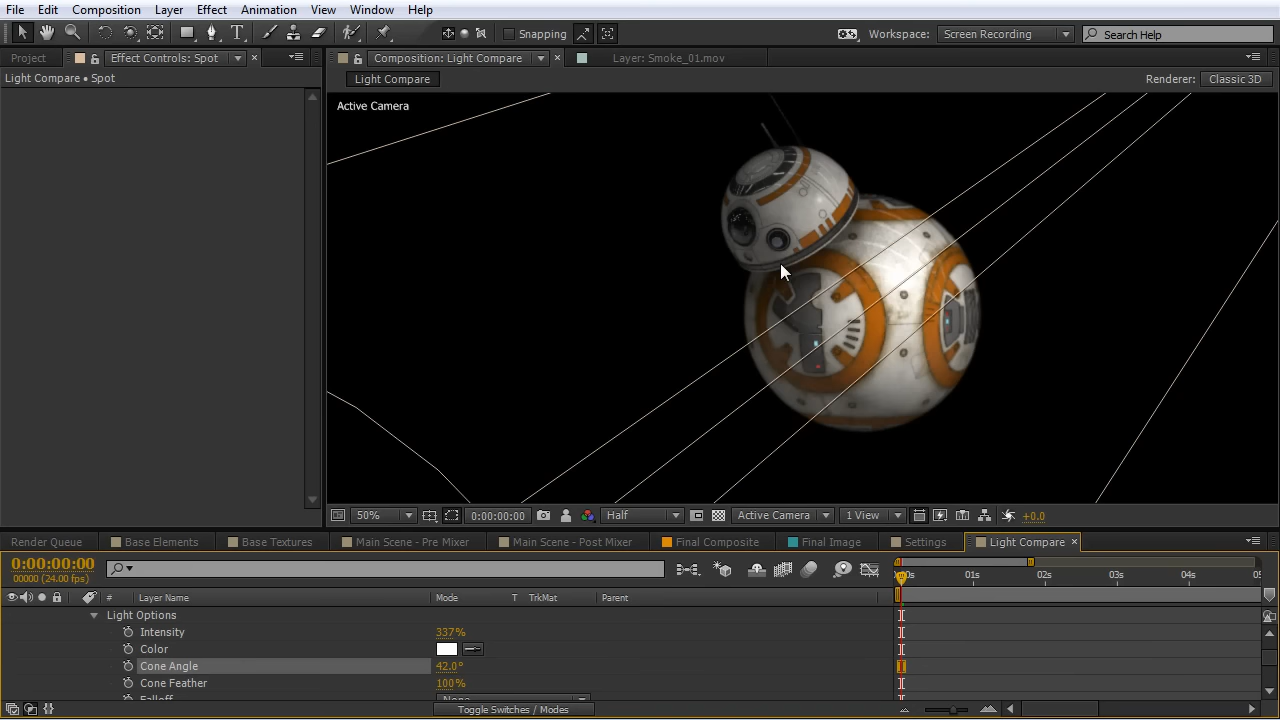 File Edit Composition Layer Effect Animation View Window Help
Snapping Workspace: Screen Recording Search Help
Project Effect Controls: Spot Composition: Light Compare Layer: Smoke_01.mov
Light Compare • Spot Light Compare Renderer: Classic 3D
Active Camera
50% 0:00:00:00 Half Active Camera 1 View +0.0
Render Queue Base Elements Base Textures Main Scene - Pre Mixer Main Scene - Post Mixer Final Composite Final Image Settings Light Compare
0:00:00:00
00000 (24.00 fps) 01s 02s 03s 04s
# Layer Name Mode T TrkMat Parent
Light Options
Intensity 337%
Color
Cone Angle 42.0°
Cone Feather 100%
Falloff None
Toggle Switches / Modes